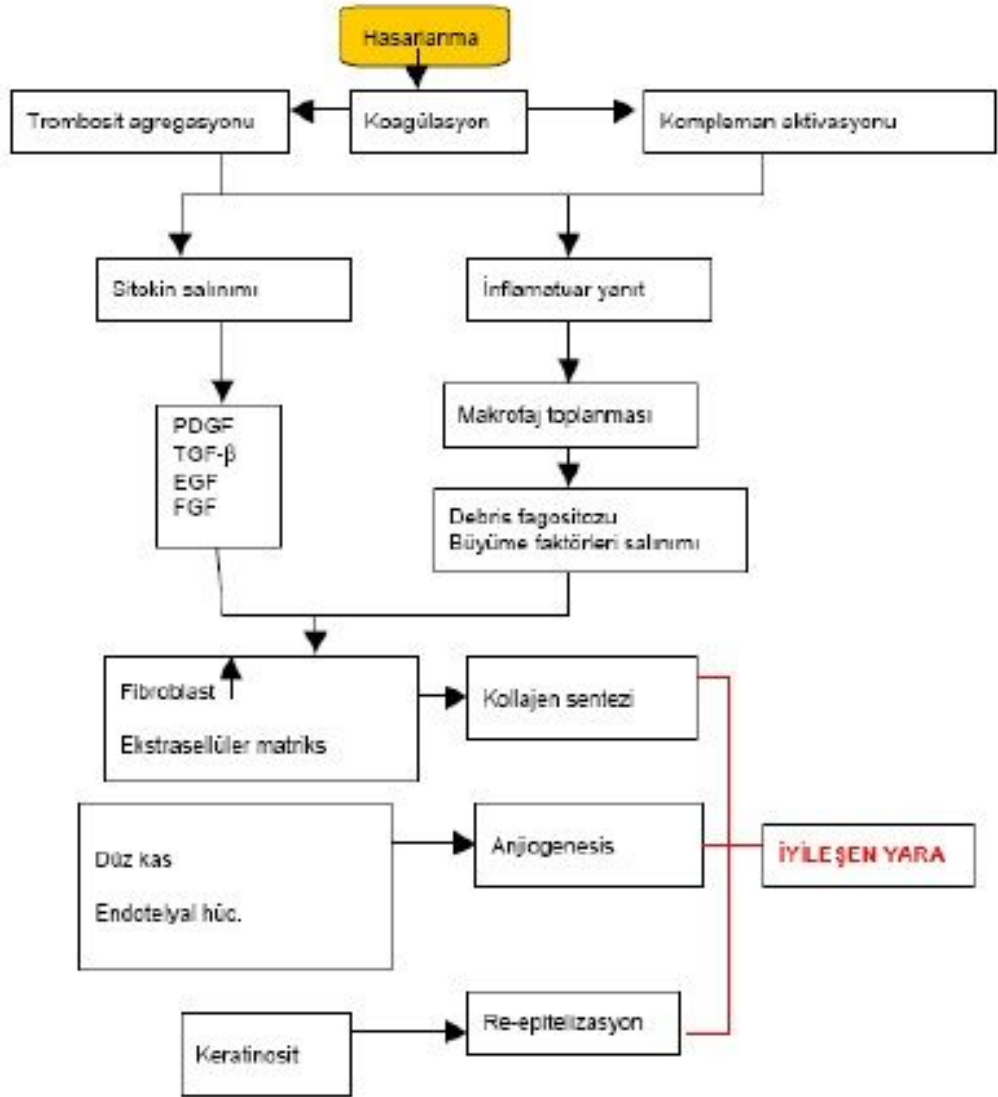 Hasarlanma
Trombosit agregasyonu
Koagülasyon
Kompleman aktivasyonu
Sitokin salınımı
İnflamatuar yanıt
Makrofaj toplanması
PDGF
TGF-β
EGF
FGF
Debris fagositozu
Büyüme faktörleri salınımı
Fibroblast
Ekstrasellüler matriks
Kollajen sentezi
Düz kas
Endotelyal hüc.
Anjiogenesis
İYİLEŞEN YARA
Keratinosit
Re-epitelizasyon